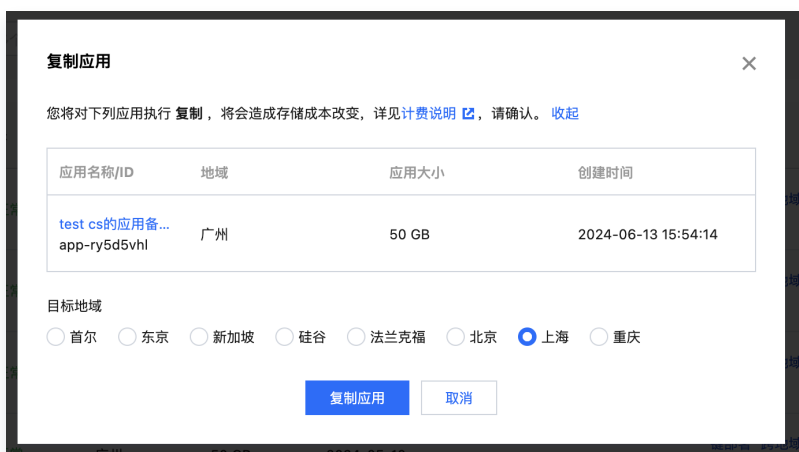 复制应用
您将对下列应用执行 复制 ，将会造成存储成本改变，详见计费说明 ，请确认。 收起
应用名称/ID 地域 应用大小 创建时间
test cs的应用备... 广州 50 GB 2024-06-13 15:54:14
app-ry5d5vhl
目标地域
首尔 东京 新加坡 硅谷 法兰克福 北京 上海 重庆
复制应用 取消